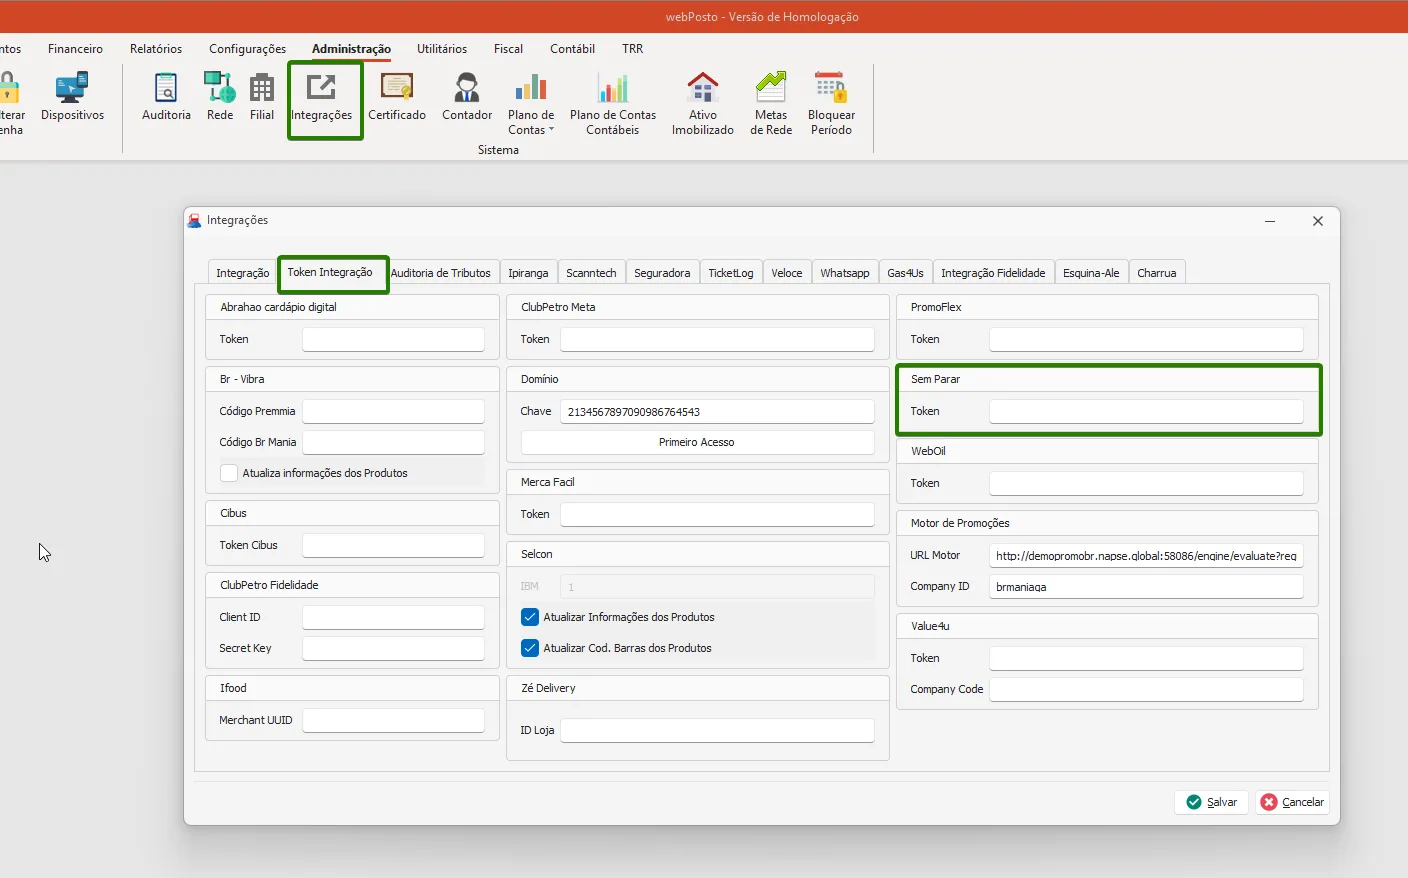 webPosto - Versão de Homologação
ntos Financeiro Relatórios Configurações Administração Utilitários Fiscal Contábil TRR
lterar
enha
Dispositivos
Auditoria
Rede
Filial
Integrações
Certificado
Contador
Plano de
Contas
Plano de Contas
Contábeis
Ativo
Imobilizado
Metas
de Rede
Bloquear
Período
Sistema
Integrações
Integração Token Integração Auditoria de Tributos Ipiranga Scanntech Seguradora TicketLog Veloce Whatsapp Gas4Us Integração Fidelidade Esquina-Ale Charrua
Abrahao cardápio digital
Token
Br - Vibra
Código Premmia
Código Br Mania
Atualiza informações dos Produtos
Cibus
Token Cibus
ClubPetro Fidelidade
Client ID
Secret Key
Ifood
Merchant UUID
ClubPetro Meta
Token
Domínio
Chave 2134567897090986764543
Primeiro Acesso
Merca Facil
Token
Selcon
IBM 1
Atualizar Informações dos Produtos
Atualizar Cod. Barras dos Produtos
Zé Delivery
ID Loja
PromoFlex
Token
Sem Parar
Token
WebOil
Token
Motor de Promoções
URL Motor http://demopromobr.napse.global:58086/engine/evaluate?req
Company ID brmaniaqa
Value4u
Token
Company Code
Salvar Cancelar